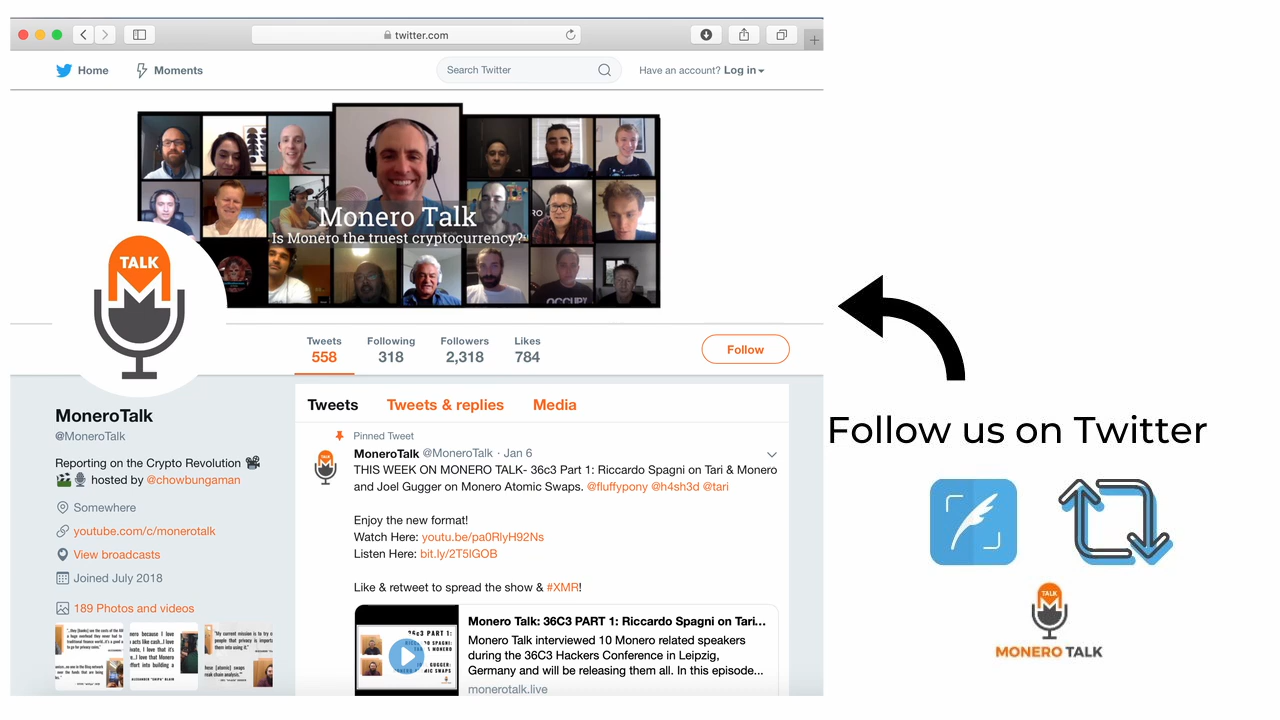 twitter.com
Home
Moments
Search Twitter
Have an account? Log in
Monero Talk
Is Monero the truest cryptocurrency?
TALK
Tweets
558
Following
318
Followers
2,318
Likes
784
Follow
MoneroTalk
@MoneroTalk
Reporting on the Crypto Revolution
hosted by @chowbungaman
Somewhere
youtube.com/c/monerotalk
View broadcasts
Joined July 2018
189 Photos and videos
Tweets
Tweets & replies
Media
Pinned Tweet
MoneroTalk @MoneroTalk · Jan 6
THIS WEEK ON MONERO TALK- 36c3 Part 1: Riccardo Spagni on Tari & Monero
and Joel Gugger on Monero Atomic Swaps. @fluffypony @h4sh3d @tari
Enjoy the new format!
Watch Here: youtu.be/pa0RlyH92Ns
Listen Here: bit.ly/2T5IGOB
Like & retweet to spread the show & #XMR!
Monero Talk: 36C3 PART 1: Riccardo Spagni on Tari...
Monero Talk interviewed 10 Monero related speakers
during the 36C3 Hackers Conference in Leipzig,
Germany and will be releasing them all. In this episode...
monerotalk.live
Follow us on Twitter
TALK
MONERO TALK